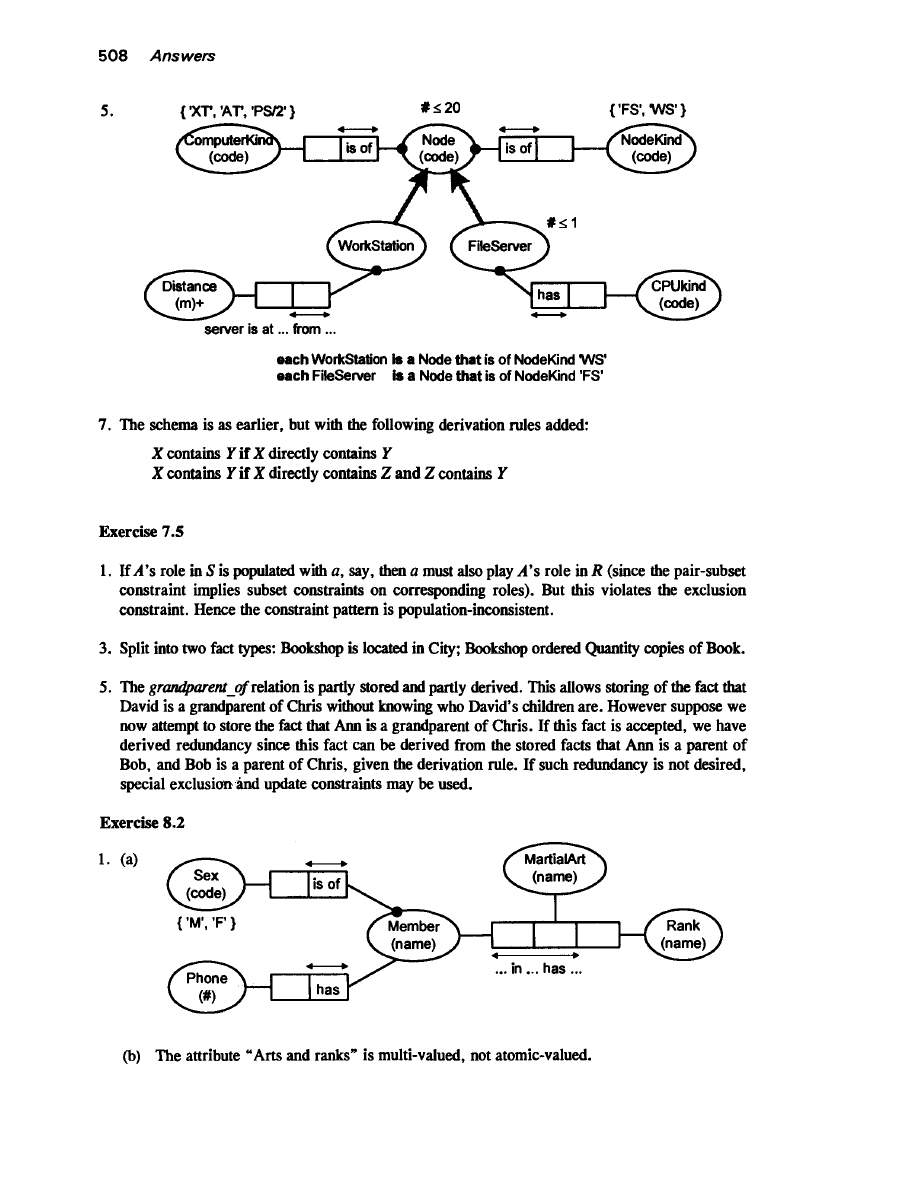 508 Answers
5.
{ 'XT', 'AT', 'PS/2' }
# ≤ 20
{ 'FS', 'WS' }
ComputerKind
(code)
is of
Node
(code)
is of
NodeKind
(code)
# ≤ 1
WorkStation
FileServer
Distance
(m)+
has
CPUkind
(code)
server is at ... from ...
each WorkStation is a Node that is of NodeKind 'WS'
each FileServer is a Node that is of NodeKind 'FS'
7. The schema is as earlier, but with the following derivation rules added:
X contains Y if X directly contains Y
X contains Y if X directly contains Z and Z contains Y
Exercise 7.5
1. If A's role in S is populated with a, say, then a must also play A's role in R (since the pair-subset
constraint implies subset constraints on corresponding roles). But this violates the exclusion
constraint. Hence the constraint pattern is population-inconsistent.
3. Split into two fact types: Bookshop is located in City; Bookshop ordered Quantity copies of Book.
5. The grandparent_of relation is partly stored and partly derived. This allows storing of the fact that
David is a grandparent of Chris without knowing who David's children are. However suppose we
now attempt to store the fact that Ann is a grandparent of Chris. If this fact is accepted, we have
derived redundancy since this fact can be derived from the stored facts that Ann is a parent of
Bob, and Bob is a parent of Chris, given the derivation rule. If such redundancy is not desired,
special exclusion and update constraints may be used.
Exercise 8.2
1. (a)
MartialArt
(name)
Sex
(code)
is of
{ 'M', 'F' }
Member
(name)
Rank
(name)
... in ... has ...
Phone
(#)
has
(b) The attribute "Arts and ranks" is multi-valued, not atomic-valued.